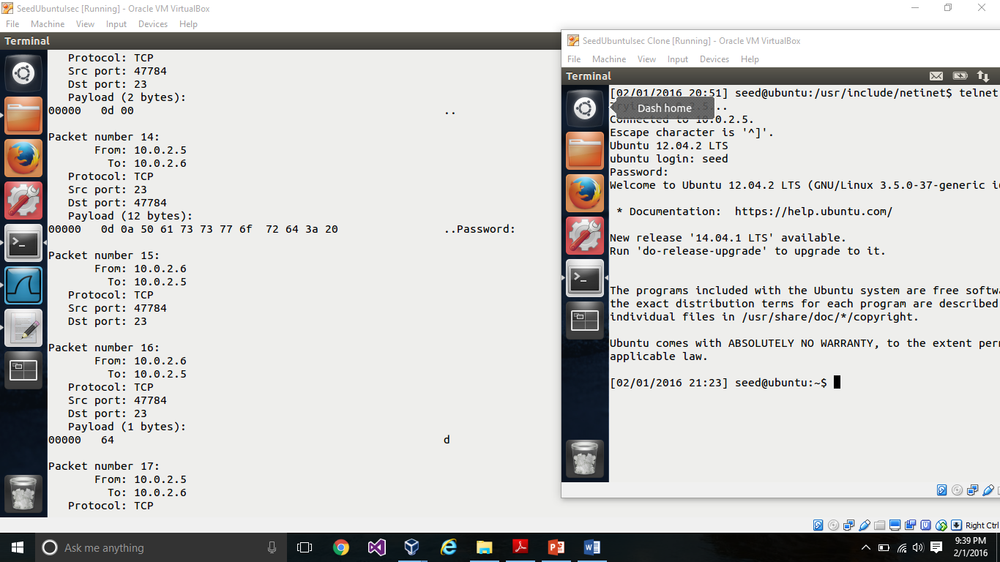 SeedUbuntuIsec [Running] - Oracle VM VirtualBox
File Machine View Input Devices Help
Terminal
Protocol: TCP
Src port: 47784
Dst port: 23
Payload (2 bytes):
00000 0d 00 ..
Packet number 14:
From: 10.0.2.5
To: 10.0.2.6
Protocol: TCP
Src port: 23
Dst port: 47784
Payload (12 bytes):
00000 0d 0a 50 61 73 73 77 6f 72 64 3a 20 ..Password:
Packet number 15:
From: 10.0.2.6
To: 10.0.2.5
Protocol: TCP
Src port: 47784
Dst port: 23
Packet number 16:
From: 10.0.2.6
To: 10.0.2.5
Protocol: TCP
Src port: 47784
Dst port: 23
Payload (1 bytes):
00000 64 d
Packet number 17:
From: 10.0.2.5
To: 10.0.2.6
Protocol: TCP
SeedUbuntuIsec Clone [Running] - Oracle VM VirtualBox
File Machine View Input Devices Help
Terminal
[02/01/2016 20:51] seed@ubuntu:/usr/include/netinet$ telnet
Dash home
Connected to 10.0.2.5.
Escape character is '^]'.
Ubuntu 12.04.2 LTS
ubuntu login: seed
Password:
Welcome to Ubuntu 12.04.2 LTS (GNU/Linux 3.5.0-37-generic
* Documentation: https://help.ubuntu.com/
New release '14.04.1 LTS' available.
Run 'do-release-upgrade' to upgrade to it.
The programs included with the Ubuntu system are free
the exact distribution terms for each program are described
individual files in /usr/share/doc/*/copyright.
Ubuntu comes with ABSOLUTELY NO WARRANTY, to the extent
applicable law.
[02/01/2016 21:23] seed@ubuntu:~$
Right Ctrl
Ask me anything
9:39 PM
2/1/2016